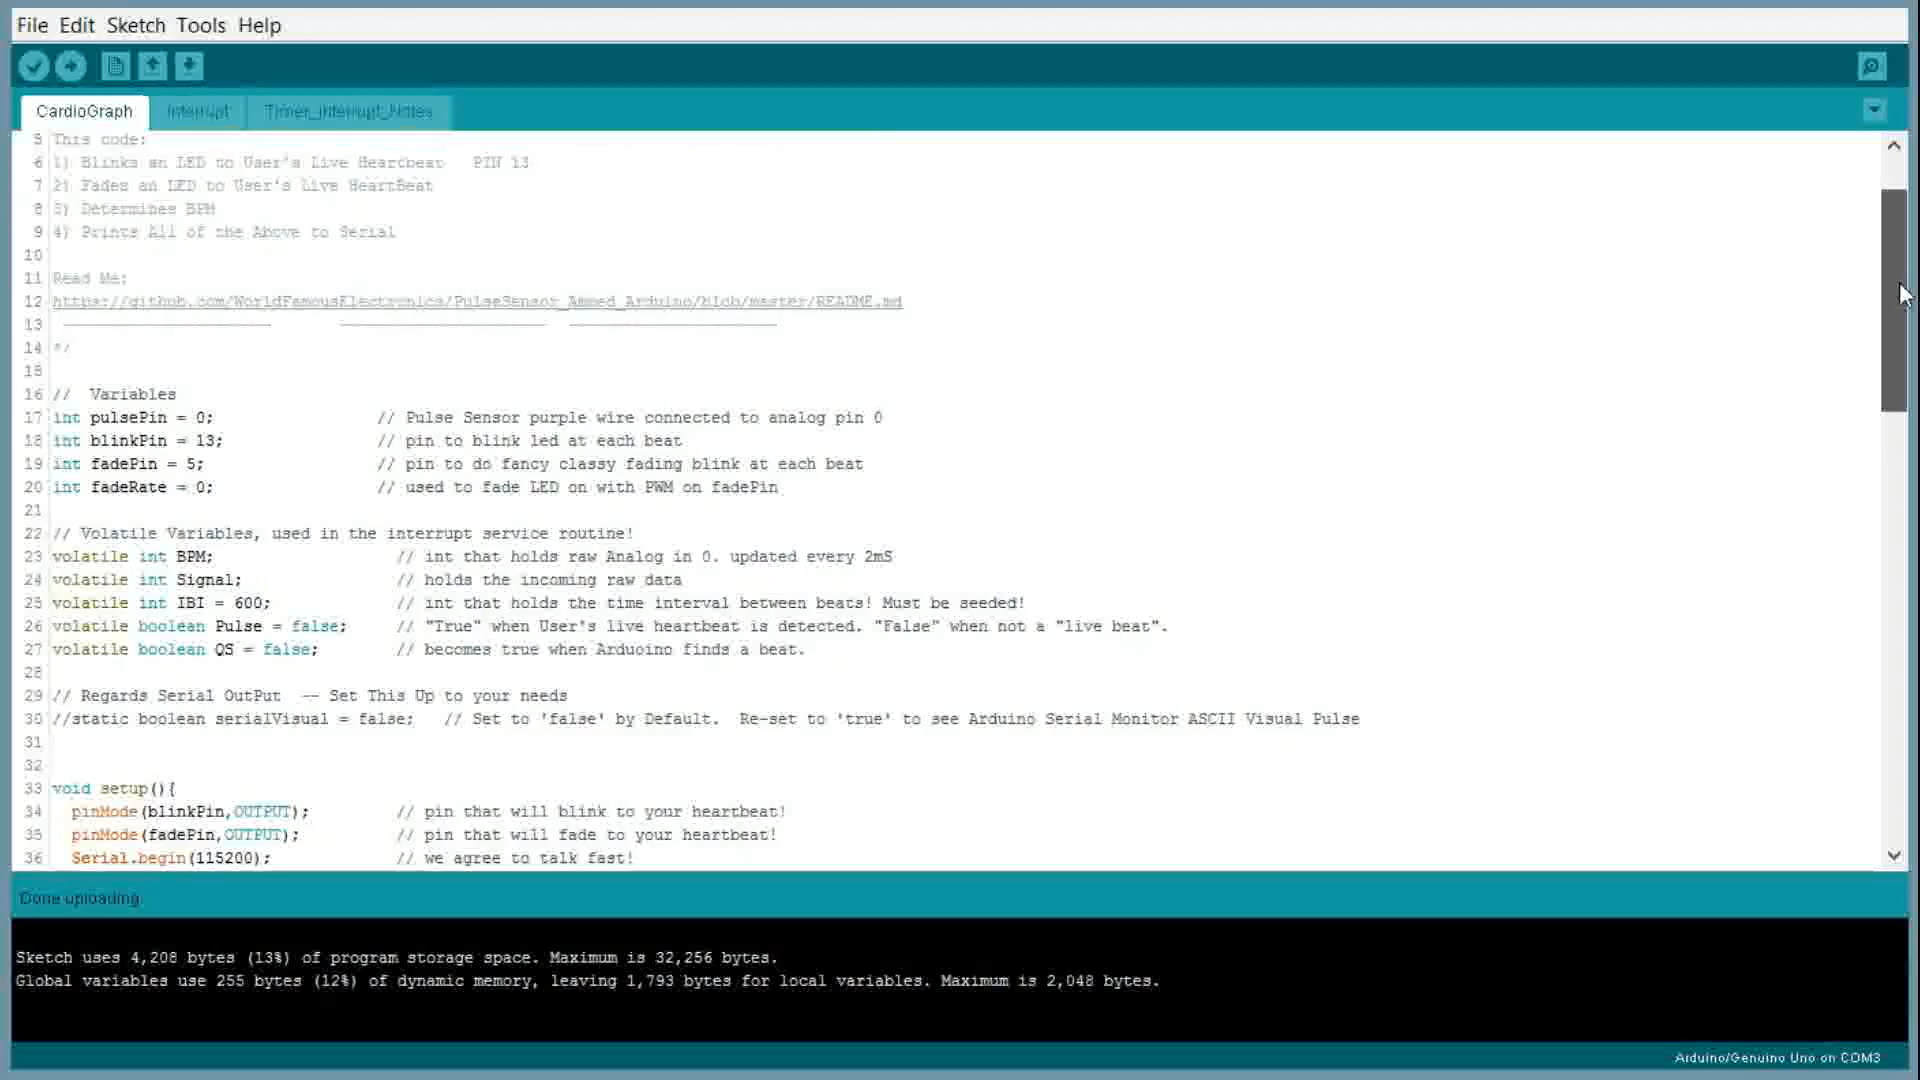 File Edit Sketch Tools Help
CardioGraph Interrupt Timer_Interrupt_Notes
5 This code:
6 1) Blinks an LED to User's Live Heartbeat PIN 13
7 2) Fades an LED to User's Live HeartBeat
8 3) Determines BPM
9 4) Prints All of the Above to Serial
10
11 Read Me:
12 https://github.com/WorldFamousElectronics/PulseSensor_Amped_Arduino/blob/master/README.md
13
14 */
15
16 // Variables
17 int pulsePin = 0; // Pulse Sensor purple wire connected to analog pin 0
18 int blinkPin = 13; // pin to blink led at each beat
19 int fadePin = 5; // pin to do fancy classy fading blink at each beat
20 int fadeRate = 0; // used to fade LED on with PWM on fadePin
21
22 // Volatile Variables, used in the interrupt service routine!
23 volatile int BPM; // int that holds raw Analog in 0. updated every 2mS
24 volatile int Signal; // holds the incoming raw data
25 volatile int IBI = 600; // int that holds the time interval between beats! Must be seeded!
26 volatile boolean Pulse = false; // "True" when User's live heartbeat is detected. "False" when not a "live beat".
27 volatile boolean QS = false; // becomes true when Arduoino finds a beat.
28
29 // Regards Serial OutPut -- Set This Up to your needs
30 //static boolean serialVisual = false; // Set to 'false' by Default. Re-set to 'true' to see Arduino Serial Monitor ASCII Visual Pulse
31
32
33 void setup(){
34 pinMode(blinkPin,OUTPUT); // pin that will blink to your heartbeat!
35 pinMode(fadePin,OUTPUT); // pin that will fade to your heartbeat!
36 Serial.begin(115200); // we agree to talk fast!
Done uploading.
Sketch uses 4,208 bytes (13%) of program storage space. Maximum is 32,256 bytes.
Global variables use 255 bytes (12%) of dynamic memory, leaving 1,793 bytes for local variables. Maximum is 2,048 bytes.
Arduino/Genuino Uno on COM3